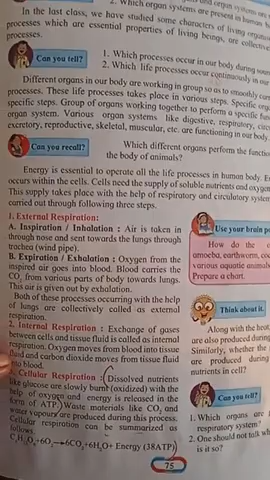 2. Which organ systems are present in human
In the last class, we have studied some characters of living
processes which are essential properties of living beings, are
processes.
Can you tell?
1. Which processes occur in our body during
2. Which life processes occur continuously in our
Different organs in our body are working in group so as to smoothly
processes. These life processes takes place in various steps. Specific
specific steps. Group of organs working together to perform a specific
organ system. Various organ systems like digestive, respiratory,
excretory, reproductive, skeletal, muscular, etc. are functioning in our body.
Can you recall?
Which different organs perform the
the body of animals?
Energy is essential to operate all the life processes in human body.
occurs within the cells. Cells need the supply of soluble nutrients and oxygen
This supply takes place with the help of respiratory and circulatory
carried out through following three steps.
1. External Respiration:
A. Inspiration / Inhalation : Air is taken in
through nose and sent towards the lungs through
trachea (wind pipe).
B. Expiration / Exhalation : Oxygen from the
inspired air goes into blood. Blood carries the
CO₂ from various parts of body towards lungs.
This air is given out by exhalation.
Both of these processes occurring with the help
of lungs are collectively called as external
respiration.
2. Internal Respiration : Exchange of gases
between cells and tissue fluid is called as internal
respiration. Oxygen moves from blood into tissue
fluid and carbon dioxide moves from tissue fluid
into blood.
3. Cellular Respiration : Dissolved nutrients
like glucose are slowly burnt (oxidized) with the
help of oxygen and energy is released in the
form of ATP. Waste materials like CO₂ and
water vapours are produced during this process.
Cellular respiration can be summarized as
follows.
C₆H₁₂O₆+6O₂→6CO₂+6H₂O+ Energy (38ATP)
Use your brain
How do the
amoeba, earthworm,
various aquatic
Prepare a chart.
Think about it.
Along with the
are also produced during
Similarly, whether the
are produced during
nutrients in cell?
Can you tell?
1. Which organs are
respiratory system?
2. One should not talk
is it so?
75